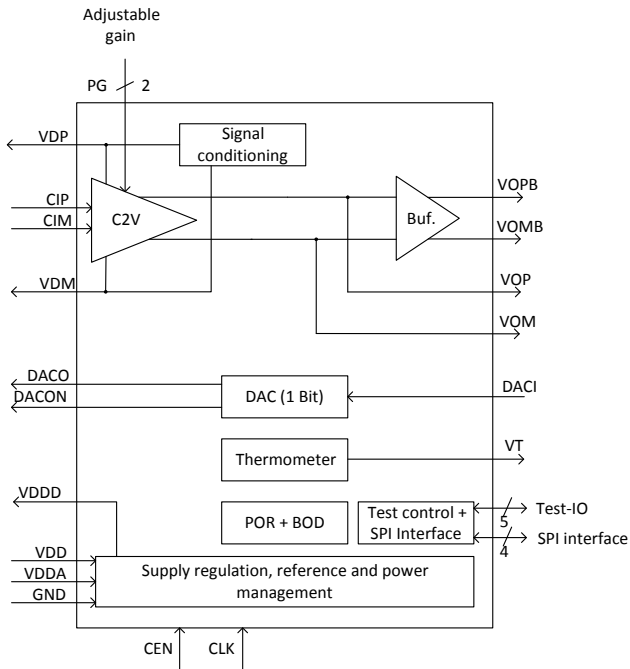 Adjustable
gain
PG
2
VDP
Signal
conditioning
CIP
CIM
C2V
Buf.
VOPB
VOMB
VDM
VOP
VOM
DACO
DACON
DAC (1 Bit)
DACI
Thermometer
VT
VDDD
POR + BOD
Test control +
SPI Interface
5
Test-IO
4
SPI interface
VDD
VDDA
GND
Supply regulation, reference and power
management
CEN
CLK